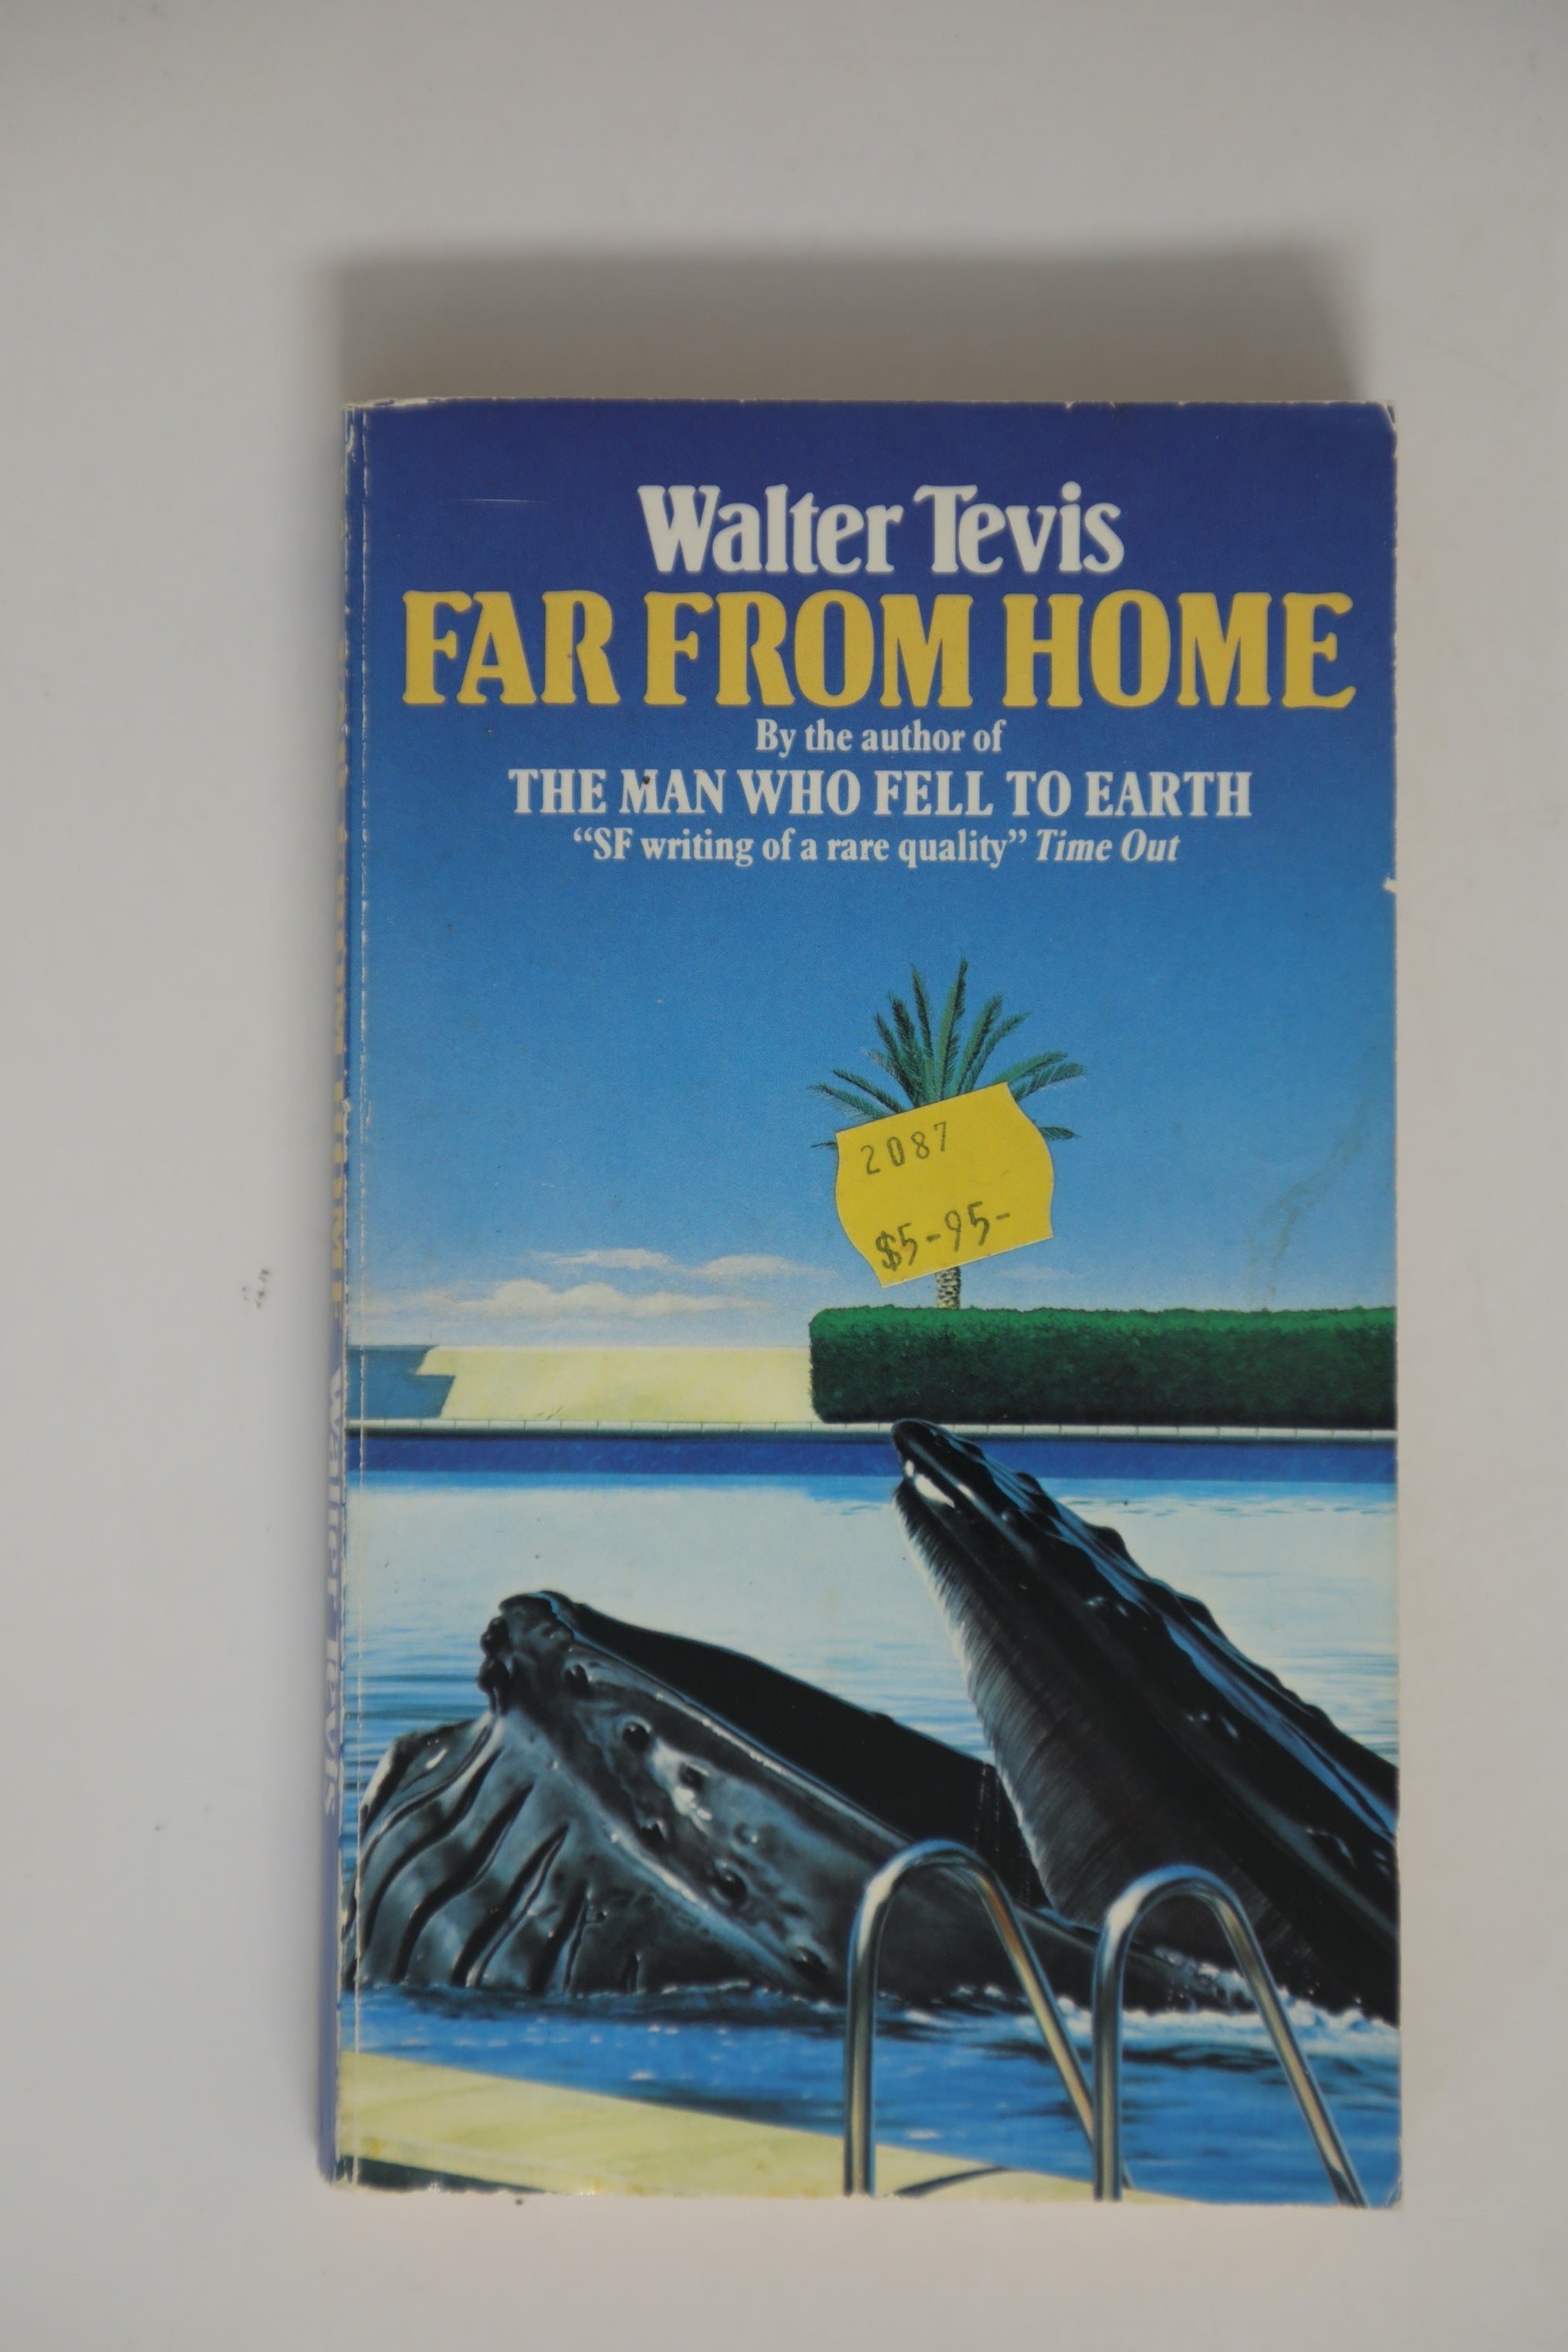 Walter Tevis
FAR FROM HOME
By the author of
THE MAN WHO FELL TO EARTH
“SF writing of a rare quality” Time Out
2087
$5-95-
Walter Tevis